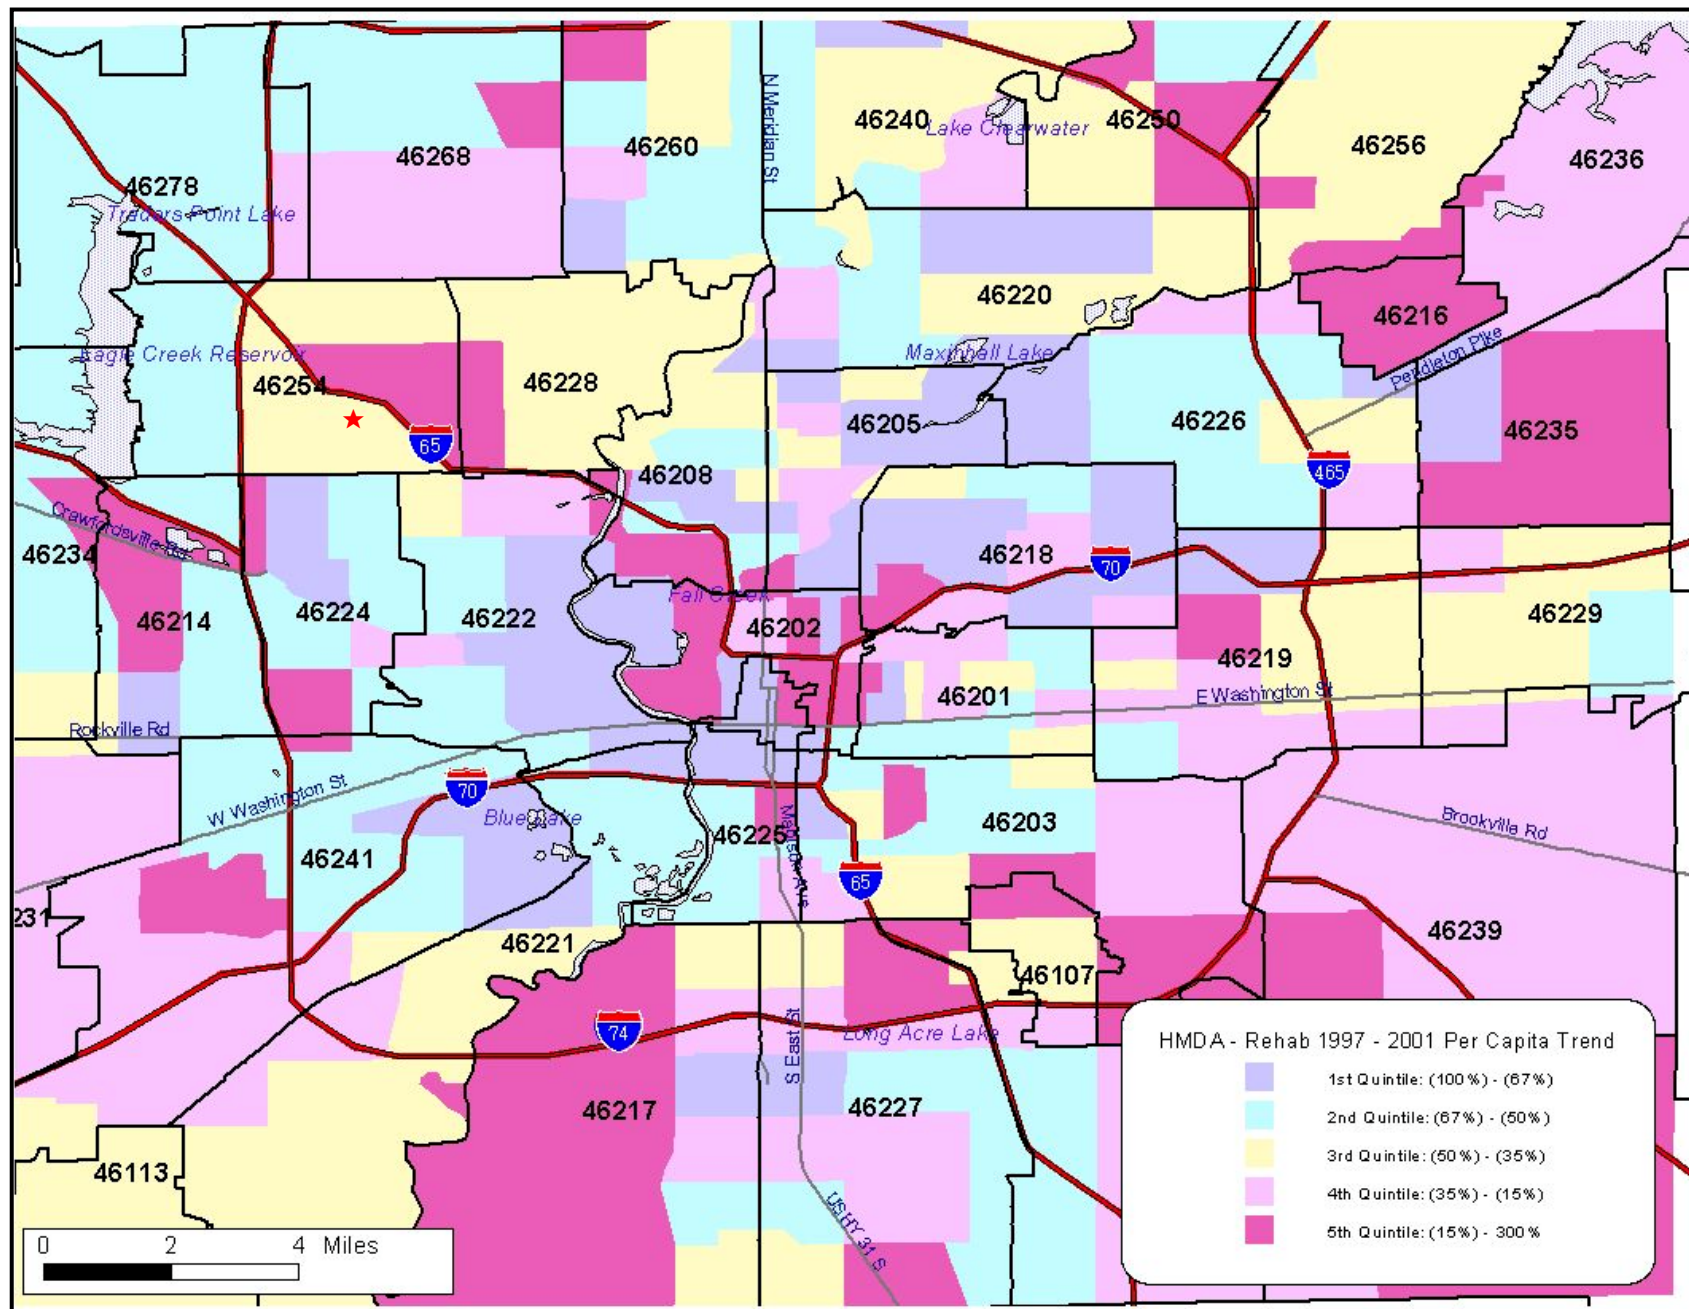 N Meridian St
46240
Lake Clearwater
46250
46256
46236
46268
46260
46278
Traders Point Lake
46220
46216
Eagle Creek Reservoir
46254
46228
Maxinhall Lake
Pendleton Pike
46205
46226
46235
65
465
46208
Crawfordsville Rd
46234
46218
70
46214
46224
46222
Fall Creek
46202
46229
46219
46201
E Washington St
Rockville Rd
W Washington St
70
Blue Lake
46225
Madison Ave
46203
Brookville Rd
46241
65
231
46221
46239
46107
74
S East St
Long Acre Lake
46217
46227
46113
US HY 31 S
HMDA - Rehab 1997 - 2001 Per Capita Trend
1st Quintile: (100%) - (67%)
2nd Quintile: (67%) - (50%)
3rd Quintile: (50%) - (35%)
4th Quintile: (35%) - (15%)
5th Quintile: (15%) - 300%
0 2 4 Miles